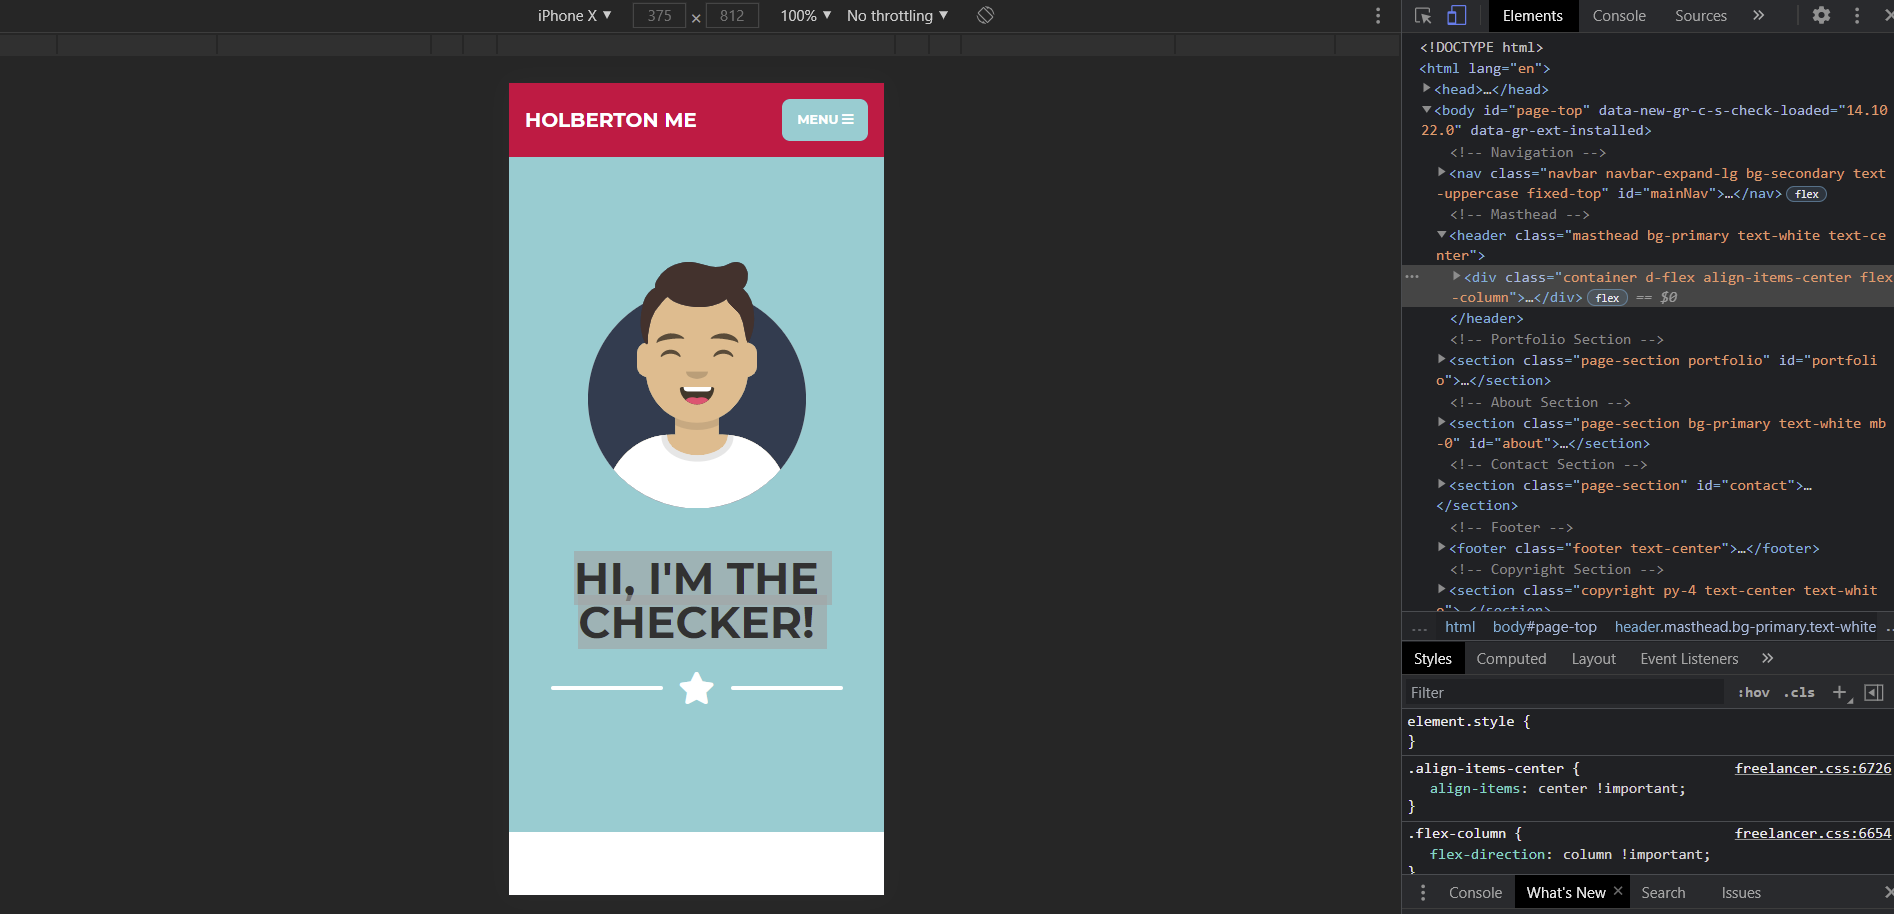 iPhone X ▼ 375 × 812 100% ▼ No throttling ▼
Elements Console Sources »
HOLBERTON ME
MENU
HI, I'M THE
CHECKER!
<!DOCTYPE html>
<html lang="en">
<head>…</head>
<body id="page-top" data-new-gr-c-s-check-loaded="14.10
22.0" data-gr-ext-installed>
<!-- Navigation -->
<nav class="navbar navbar-expand-lg bg-secondary text
-uppercase fixed-top" id="mainNav">…</nav> flex
<!-- Masthead -->
<header class="masthead bg-primary text-white text-ce
nter">
<div class="container d-flex align-items-center flex
-column">…</div> flex == $0
</header>
<!-- Portfolio Section -->
<section class="page-section portfolio" id="portfoli
o">…</section>
<!-- About Section -->
<section class="page-section bg-primary text-white mb
-0" id="about">…</section>
<!-- Contact Section -->
<section class="page-section" id="contact">…
</section>
<!-- Footer -->
<footer class="footer text-center">…</footer>
<!-- Copyright Section -->
<section class="copyright py-4 text-center text-whit
o">…</section>
… html body#page-top header.masthead.bg-primary.text-white ..
Styles Computed Layout Event Listeners »
Filter :hov .cls +
element.style {
}
.align-items-center { freelancer.css:6726
align-items: center !important;
}
.flex-column { freelancer.css:6654
flex-direction: column !important;
}
Console What's New × Search Issues ×